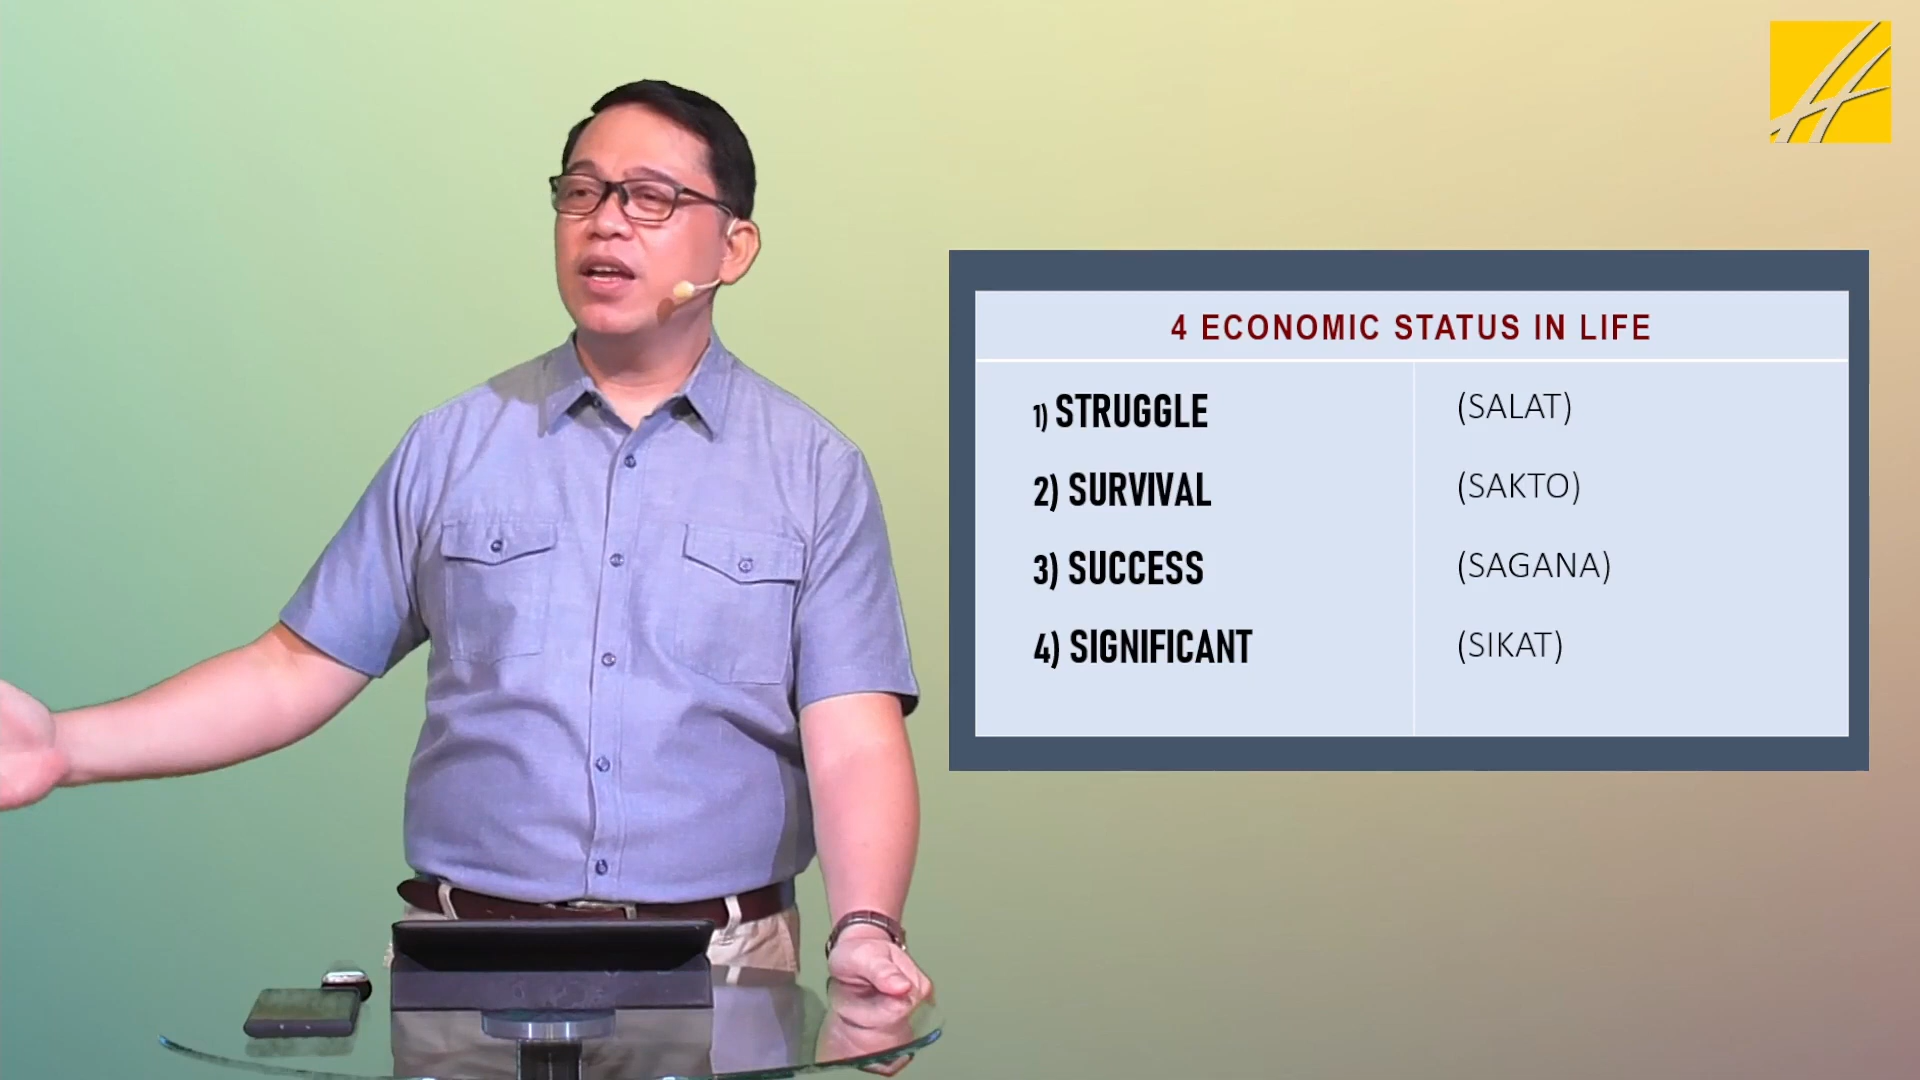 4 ECONOMIC STATUS IN LIFE
1) STRUGGLE (SALAT)
2) SURVIVAL (SAKTO)
3) SUCCESS (SAGANA)
4) SIGNIFICANT (SIKAT)